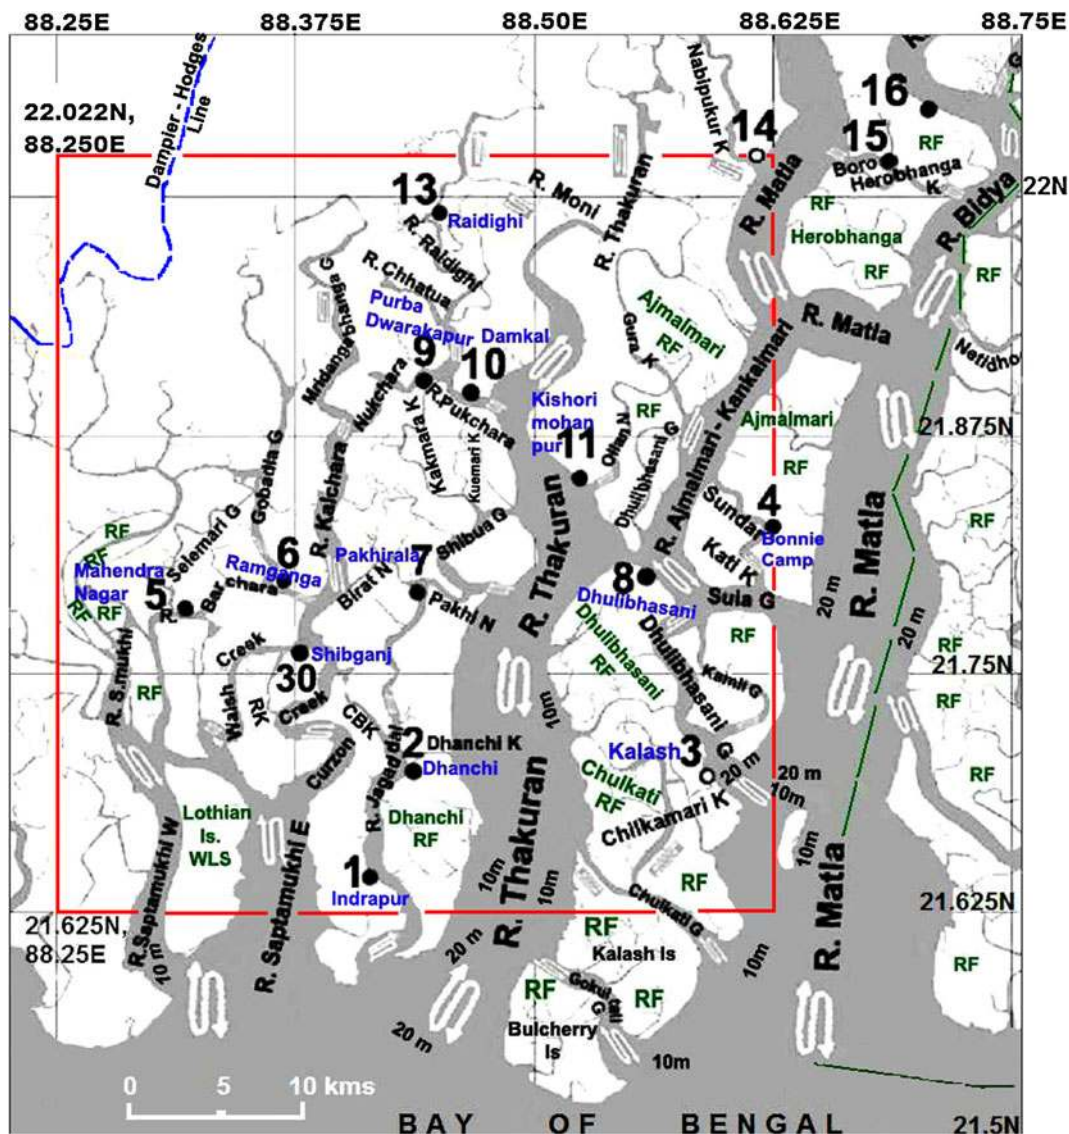 88.25E 88.375E 88.50E 88.625E 88.75E
Dampier - Hodges
Line
22.022N,
88.250E
Nabipukur K
16
14
15
RF
Boro
Herobhanga
K
R. Bidya
22N
13
Raidighi
R. Moni
R. Thakuran
R. Matla
RF
Herobhanga
RF
RF
R. Raidighi
R. Chhatua
Purba
Dwarakapur
Damkal
Mridangabhanga G
Gura K
Ajmalmari
RF
R. Matla
Netidho
9
10
Nukchara
R. Pukchara
Kishori
mohan
pur
11
RF
Ajmalmari
RF
21.875N
Kakmara K
Kuemari K
Olian N
Dhulibhasani G
R. Ajmalmari - Kankalmari
Gobadia G
R. Kalchara
R. Thakuran
Sundar
Kati K
4
Bonnie
Camp
R. Matla
RF
RF
RF
Mahendra
Nagar
RF
RF
Selemari G
5
R.
Bar
chara
6
Ramganga
Pakhirala
7
Shibua G
Birat N
Pakhi N
8
Dhulibhasani
Sula G
20 m
20 m
RF
Dhulibhasani
RF
Dhulibhasani G
RF
Kamli G
21.75N
RF
R. S.mukhi
RF
Creek
Walsh
30
Shibganj
RK
Creek
Curzon
CBK
10m
2
Dhanchi K
Dhanchi
R. Jagaddal
Kalash
3
20 m
20 m
10m
Chulkati
RF
Chilkamari K
RF
Lothian
Is.
WLS
Dhanchi
RF
R. Thakuran
10m
10m
10m
R. Matla
R.Saptamukhi W
R. Saptamukhi E
1
Indrapur
RF
Chulkati G
21.625N
21.625N,
88.25E
10 m
20 m
RF
Kalash Is
10m
RF
RF
Gokultali
G
RF
Bulcherry
Is
20 m
10m
R. Matla
0 5 10 kms
BAY OF BENGAL
21.5N